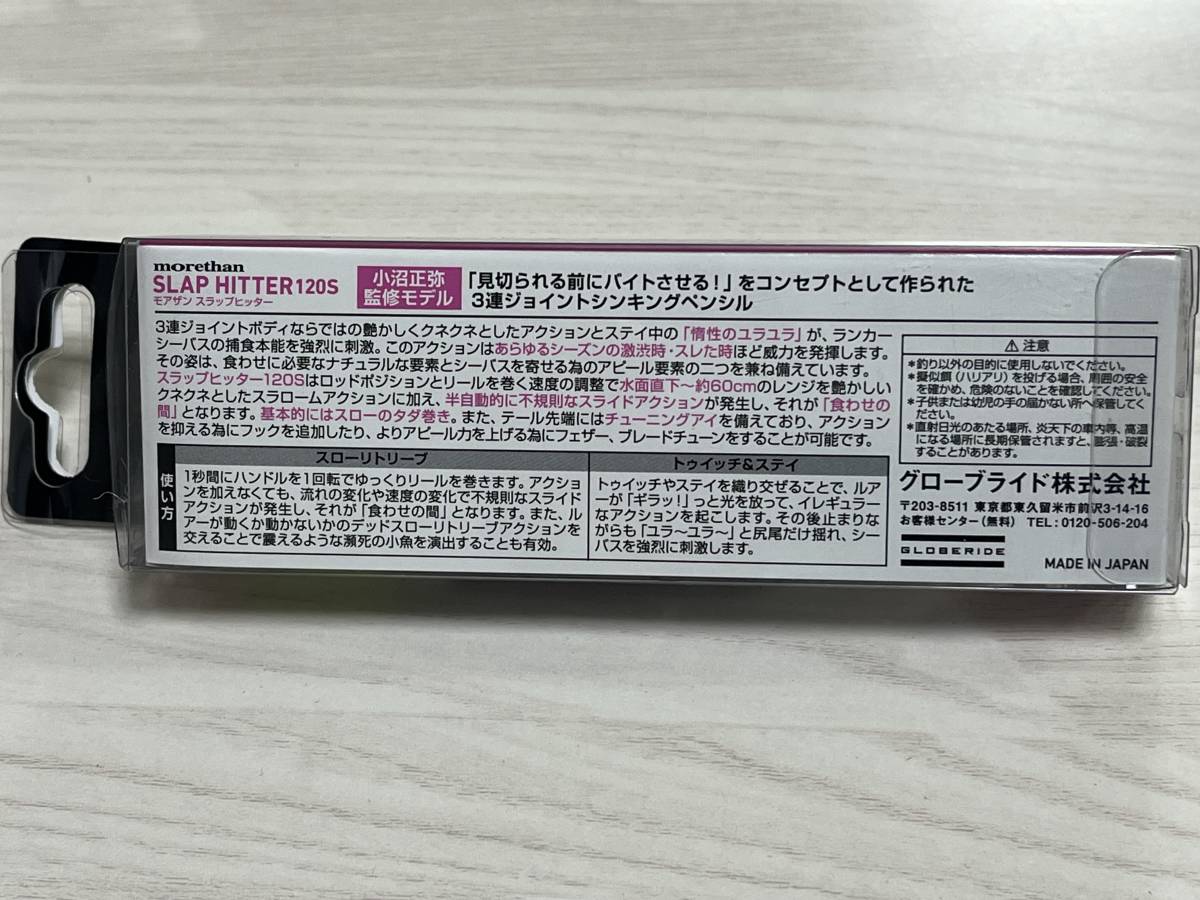 morethan
SLAP HITTER120S
モアザン スラップヒッター
小沼正弥
監修モデル
「見切られる前にバイトさせる!」をコンセプトとして作られた
3連ジョイントシンキングペンシル
3連ジョイントボディならではの艶かしくクネクネとしたアクションとステイ中の「惰性のユラユラ」が、ランカー
シーバスの捕食本能を強烈に刺激。このアクションはあらゆるシーズンの激渋時・スレた時ほど威力を発揮します。
その姿は、食わせに必要なナチュラルな要素とシーバスを寄せる為のアピール要素の二つを兼ね備えています。
スラップヒッター120Sはロッドポジションとリールを巻く速度の調整で水面直下〜約60cmのレンジを艶かしい
クネクネとしたスラロームアクションに加え、半自動的に不規則なスライドアクションが発生し、それが「食わせの
間」となります。基本的にはスローのタダ巻き。また、テール先端にはチューニングアイを備えており、アクション
を抑える為にフックを追加したり、よりアピール力を上げる為にフェザー、ブレードチューンをすることが可能です。
使い方
スローリトリーブ
1秒間にハンドルを1回転でゆっくりリールを巻きます。アクショ
ンを加えなくても、流れの変化や速度の変化で不規則なスライド
アクションが発生し、それが「食わせの間」となります。また、ル
アーが動くか動かないかのデッドスローリトリーブアクションを
交えることで震えるような瀕死の小魚を演出することも有効。
トゥイッチ&ステイ
トゥイッチやステイを織り交ぜることで、ルアー
が「ギラッ!」っと光を放って、イレギュラー
なアクションを起こします。その後止まりな
がらも「ユラ〜ユラ〜」と尻尾だけ揺れ、シー
バスを強烈に刺激します。
⚠ 注意
*釣り以外の目的に使用しないでください。
*擬似餌(ハリアリ)を投げる場合、周囲の安全
を確かめ、危険のないことを確認してください。
*子供または幼児の手の届かない所へ保管してく
ださい。
*直射日光のあたる場所、炎天下の車内等、高温
になる場所に長期保管されますと、膨張・破裂
することがあります。
グローブライド株式会社
〒203-8511 東京都東久留米市前沢3-14-16
お客様センター(無料) TEL:0120-506-204
GLOBERIDE
MADE IN JAPAN